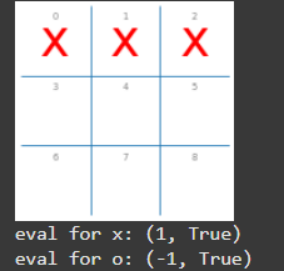 0 1 2
X X X
3 4 5
6 7 8
eval for x: (1, True)
eval for o: (-1, True)